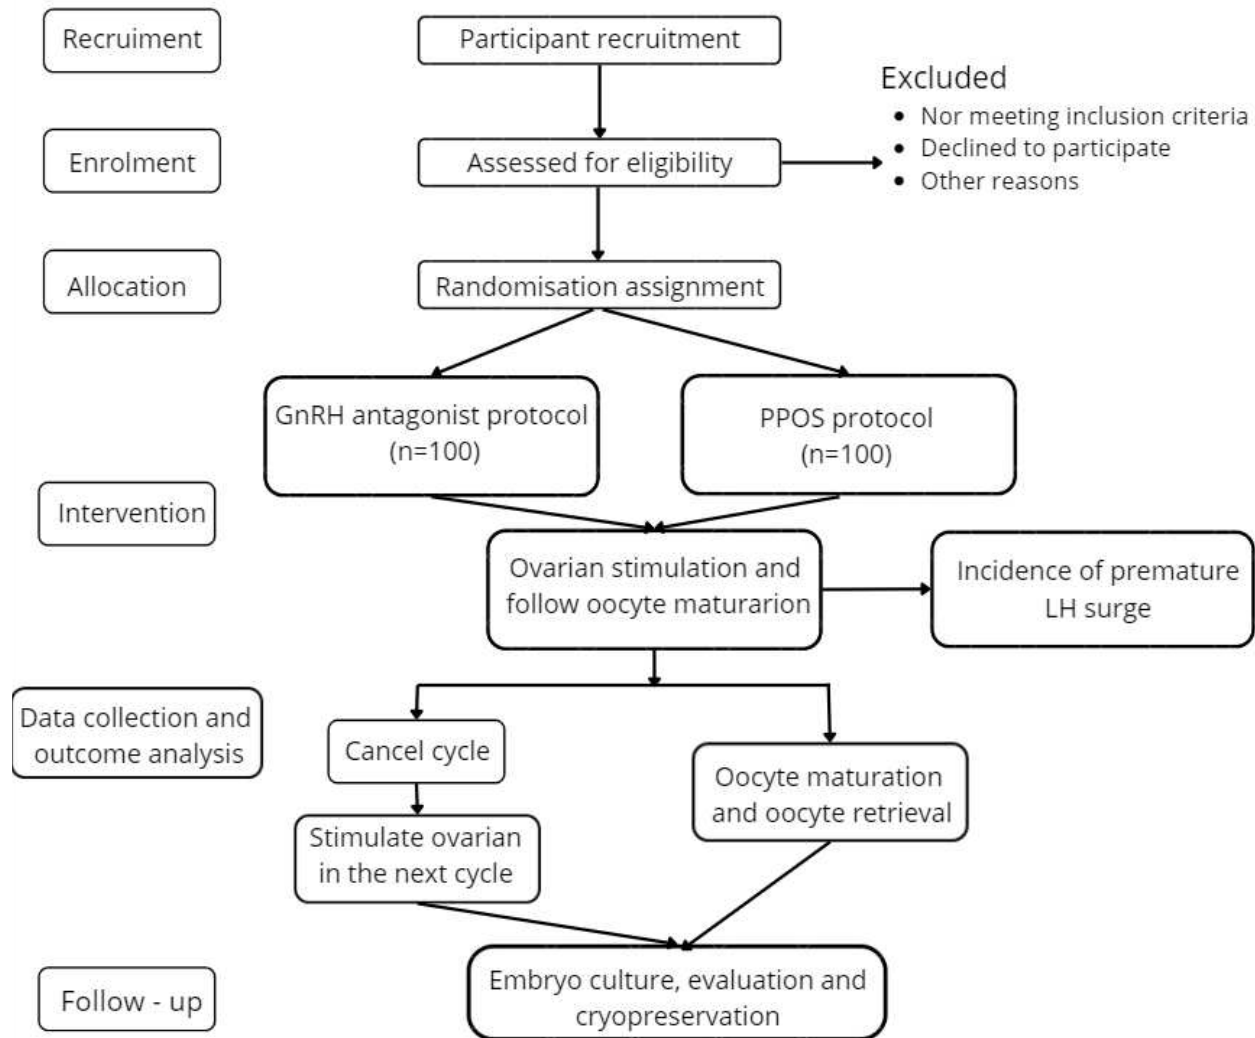 Recruiment
Participant recruitment
Excluded
• Nor meeting inclusion criteria
• Declined to participate
• Other reasons
Enrolment
Assessed for eligibility
Allocation
Randomisation assignment
GnRH antagonist protocol
(n=100)
PPOS protocol
(n=100)
Intervention
Ovarian stimulation and
follow oocyte maturarion
Incidence of premature
LH surge
Data collection and
outcome analysis
Cancel cycle
Oocyte maturation
and oocyte retrieval
Stimulate ovarian
in the next cycle
Follow - up
Embryo culture, evaluation and
cryopreservation